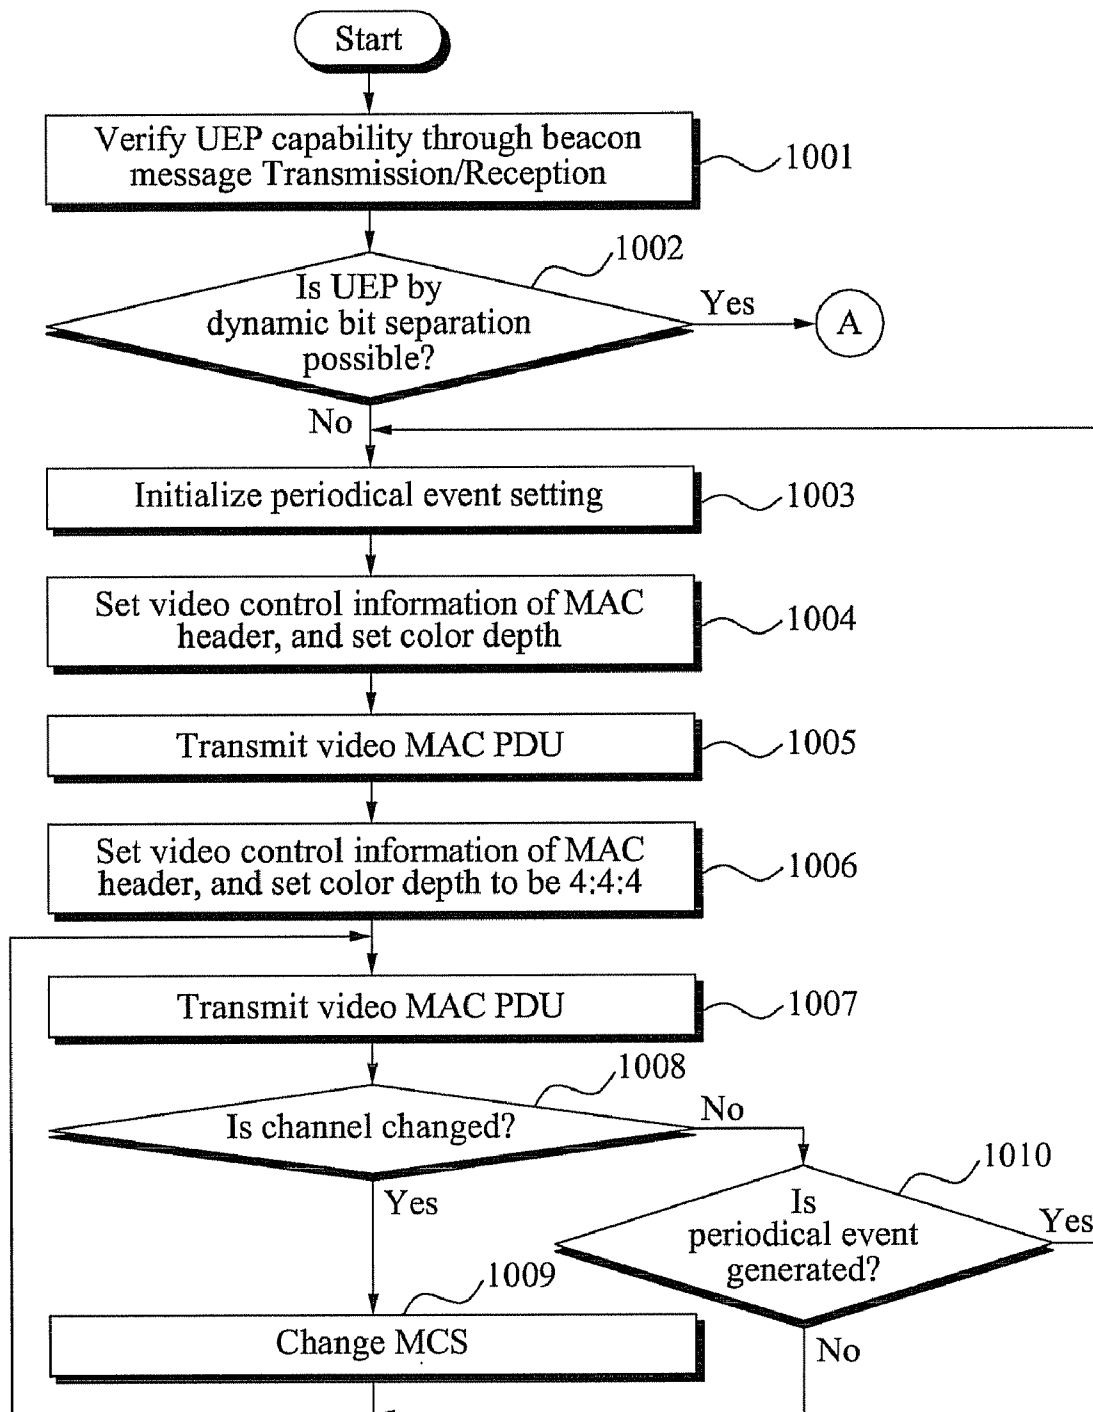 Start
Verify UEP capability through beacon
message Transmission/Reception
1001
1002
Is UEP by
dynamic bit separation
possible?
Yes
A
No
Initialize periodical event setting
1003
Set video control information of MAC
header, and set color depth
1004
Transmit video MAC PDU
1005
Set video control information of MAC
header, and set color depth to be 4:4:4
1006
Transmit video MAC PDU
1007
1008
Is channel changed?
No
Yes
1010
Is
periodical event
generated?
Yes
No
1009
Change MCS